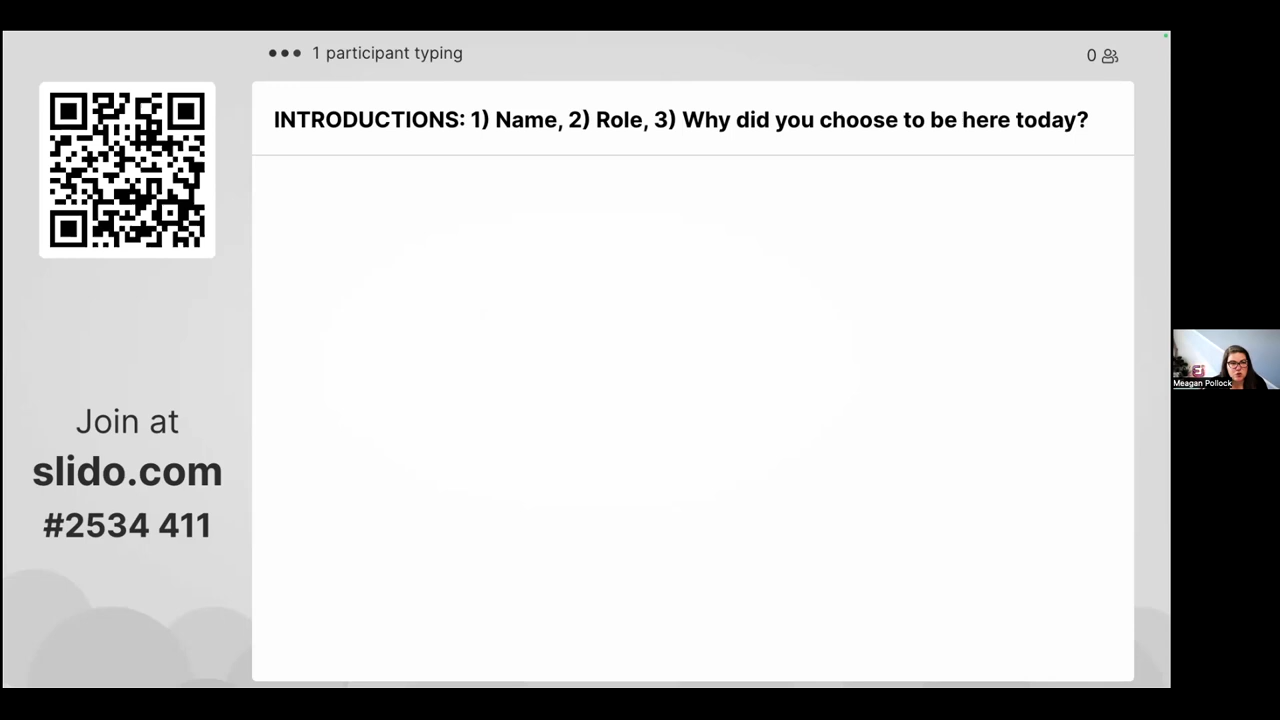 1 participant typing
0
INTRODUCTIONS: 1) Name, 2) Role, 3) Why did you choose to be here today?
Join at
slido.com
#2534 411
Meagan Pollock